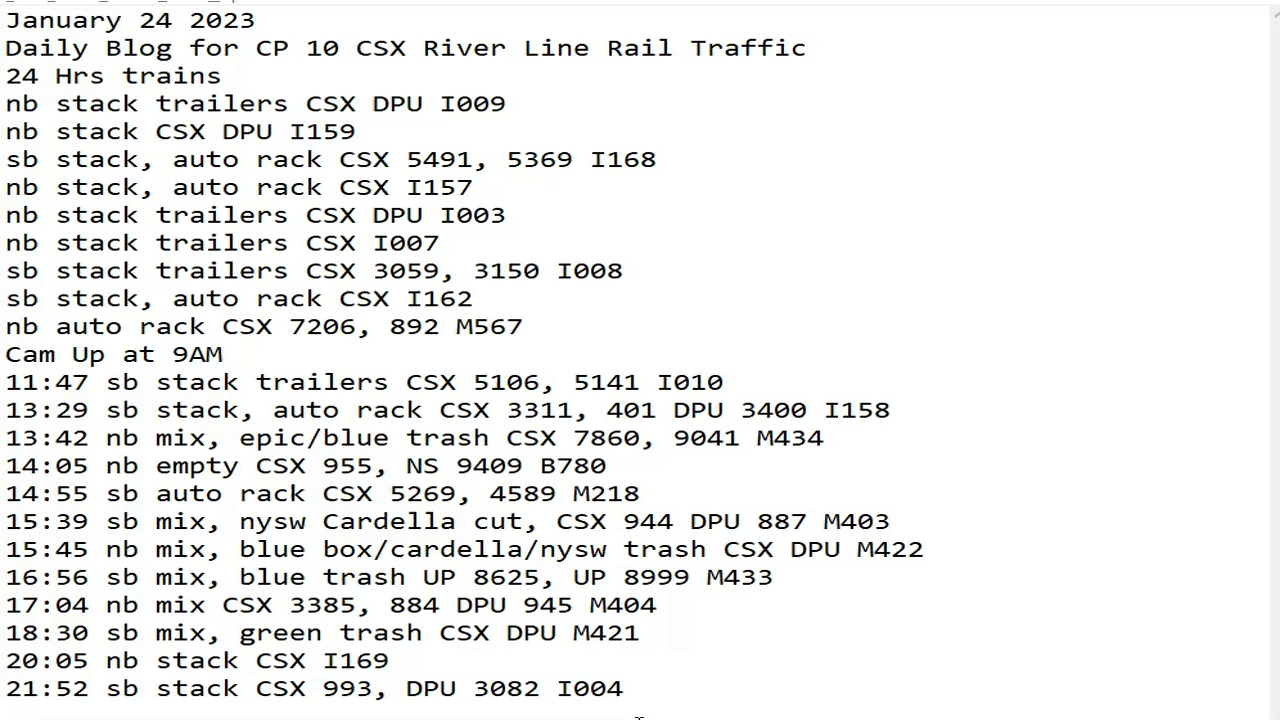 January 24 2023
Daily Blog for CP 10 CSX River Line Rail Traffic
24 Hrs trains
nb stack trailers CSX DPU I009
nb stack CSX DPU I159
sb stack, auto rack CSX 5491, 5369 I168
nb stack, auto rack CSX I157
nb stack trailers CSX DPU I003
nb stack trailers CSX I007
sb stack trailers CSX 3059, 3150 I008
sb stack, auto rack CSX I162
nb auto rack CSX 7206, 892 M567
Cam Up at 9AM
11:47 sb stack trailers CSX 5106, 5141 I010
13:29 sb stack, auto rack CSX 3311, 401 DPU 3400 I158
13:42 nb mix, epic/blue trash CSX 7860, 9041 M434
14:05 nb empty CSX 955, NS 9409 B780
14:55 sb auto rack CSX 5269, 4589 M218
15:39 sb mix, nysw Cardella cut, CSX 944 DPU 887 M403
15:45 nb mix, blue box/cardella/nysw trash CSX DPU M422
16:56 sb mix, blue trash UP 8625, UP 8999 M433
17:04 nb mix CSX 3385, 884 DPU 945 M404
18:30 sb mix, green trash CSX DPU M421
20:05 nb stack CSX I169
21:52 sb stack CSX 993, DPU 3082 I004